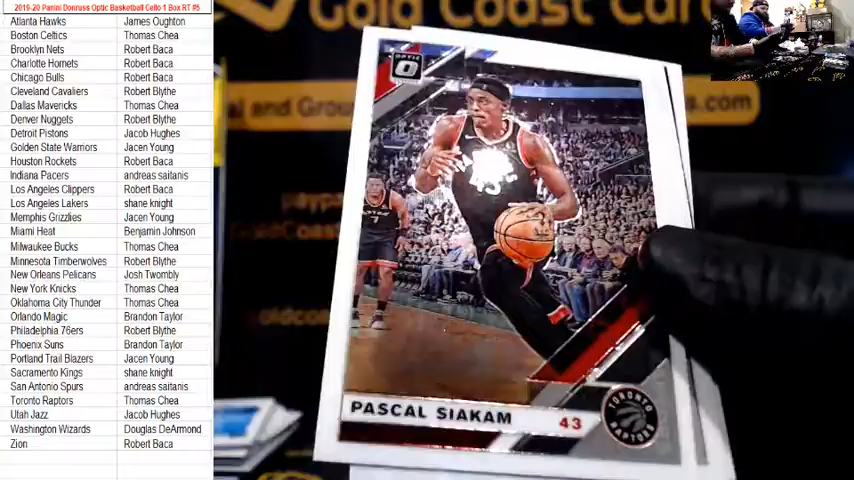 2019-20 Panini Donruss Optic Basketball Cello 1 Box RT #5
Atlanta Hawks James Oughton
Boston Celtics Thomas Chea
Brooklyn Nets Robert Baca
Charlotte Hornets Robert Baca
Chicago Bulls Robert Baca
Cleveland Cavaliers Robert Blythe
Dallas Mavericks Thomas Chea
Denver Nuggets Robert Blythe
Detroit Pistons Jacob Hughes
Golden State Warriors Jacen Young
Houston Rockets Robert Baca
Indiana Pacers andreas saitanis
Los Angeles Clippers Robert Baca
Los Angeles Lakers shane knight
Memphis Grizzlies Jacen Young
Miami Heat Benjamin Johnson
Milwaukee Bucks Thomas Chea
Minnesota Timberwolves Robert Blythe
New Orleans Pelicans Josh Twombly
New York Knicks Thomas Chea
Oklahoma City Thunder Thomas Chea
Orlando Magic Brandon Taylor
Philadelphia 76ers Robert Blythe
Phoenix Suns Brandon Taylor
Portland Trail Blazers Jacen Young
Sacramento Kings shane knight
San Antonio Spurs andreas saitanis
Toronto Raptors Thomas Chea
Utah Jazz Jacob Hughes
Washington Wizards Douglas DeArmond
Zion Robert Baca
Gold Coast Car
and Gro
s.com
payp
GoldCoas
OPTIC
PASCAL SIAKAM 43
TORONTO
RAPTORS